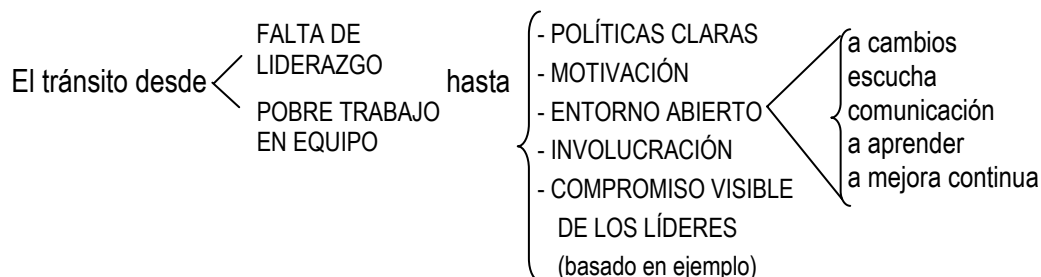 El tránsito desde
FALTA DE
LIDERAZGO
POBRE TRABAJO
EN EQUIPO
hasta
- POLÍTICAS CLARAS
- MOTIVACIÓN
- ENTORNO ABIERTO
- INVOLUCRACIÓN
- COMPROMISO VISIBLE
DE LOS LÍDERES
(basado en ejemplo)
a cambios
escucha
comunicación
a aprender
a mejora continua